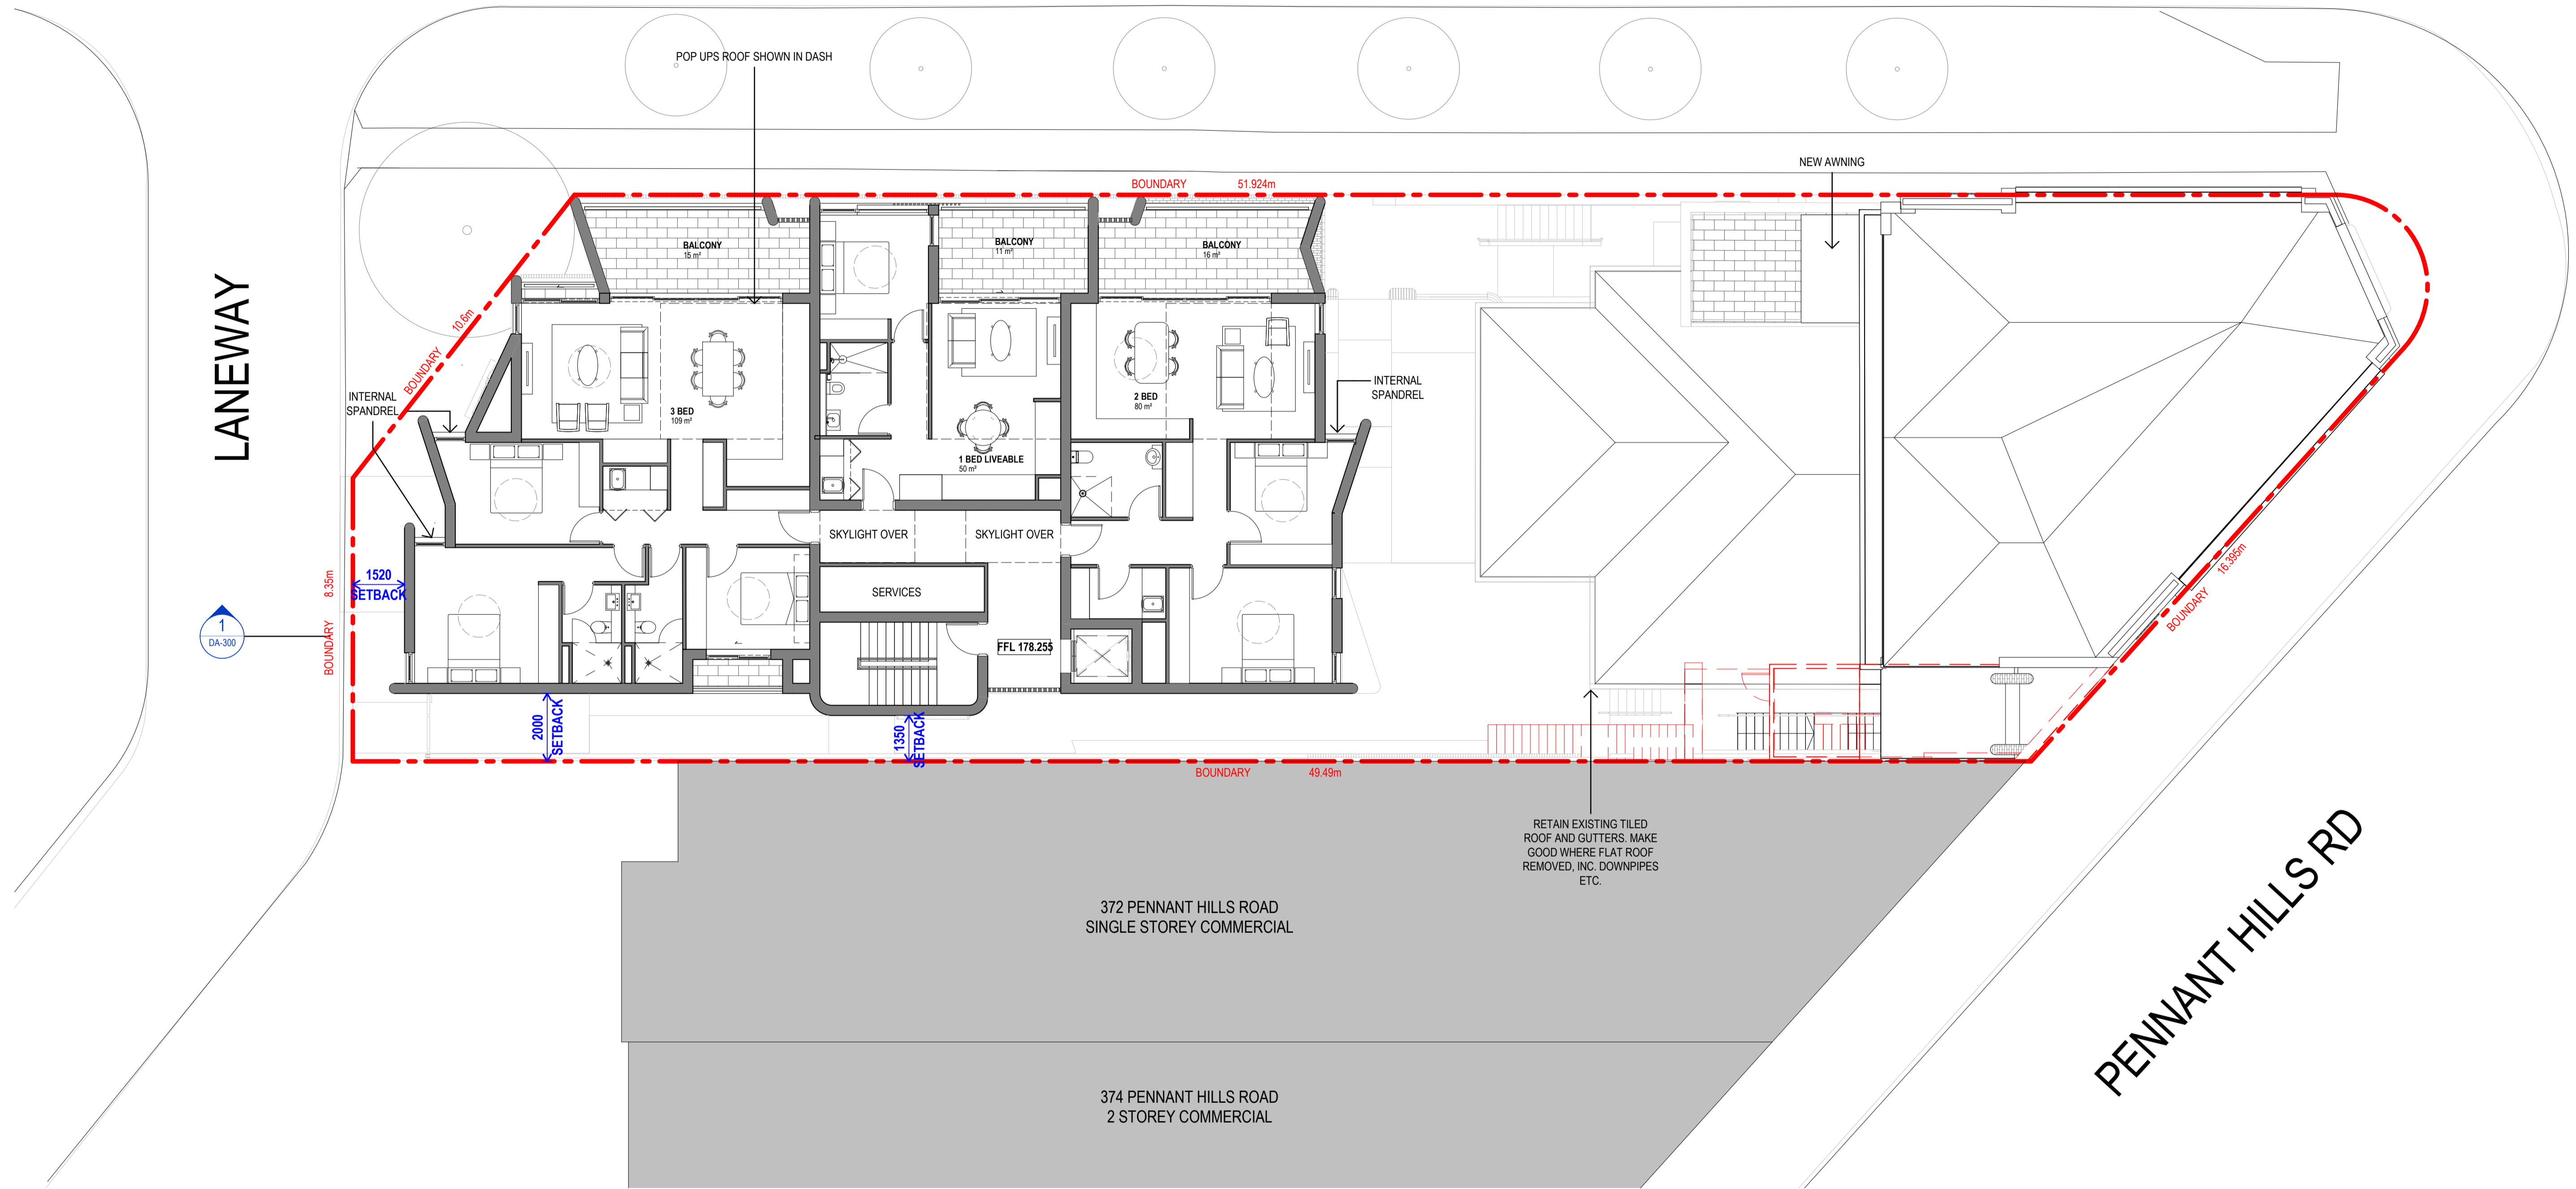 POP UPS ROOF SHOWN IN DASH
NEW AWNING
BOUNDARY 51.924m
BALCONY
15 m²
BALCONY
11 m²
BALCONY
16 m²
LANEWAY
BOUNDARY 10.6m
INTERNAL
SPANDREL
INTERNAL
SPANDREL
3 BED
109 m²
2 BED
80 m²
1 BED LIVEABLE
50 m²
SKYLIGHT OVER
SKYLIGHT OVER
SERVICES
FFL 178.255
1520
SETBACK
BOUNDARY 8.35m
1
DA-300
2000
SETBACK
1350
SETBACK
BOUNDARY 16.395m
BOUNDARY 49.49m
RETAIN EXISTING TILED
ROOF AND GUTTERS. MAKE
GOOD WHERE FLAT ROOF
REMOVED, INC. DOWNPIPES
ETC.
372 PENNANT HILLS ROAD
SINGLE STOREY COMMERCIAL
374 PENNANT HILLS ROAD
2 STOREY COMMERCIAL
PENNANT HILLS RD